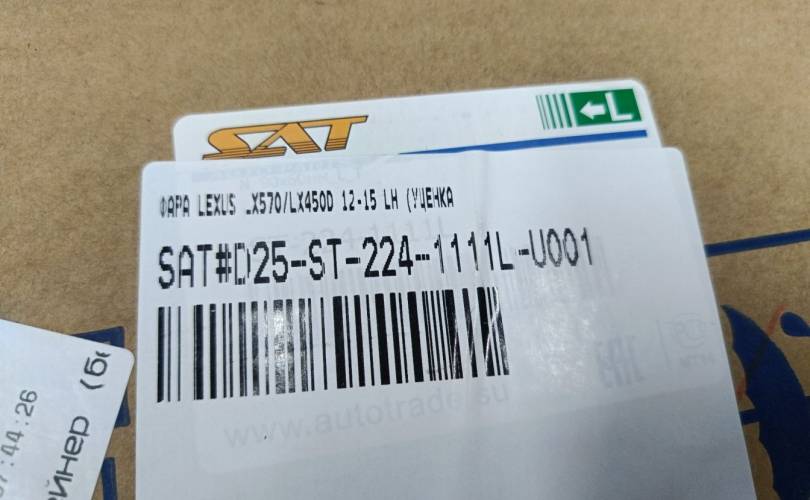 SAT
L
ФАРА LEXUS LX570/LX450D 12-15 LH (УЦЕНКА
SAT#D25-ST-224-1111L-U001
www.autotrade.su
7:44:26